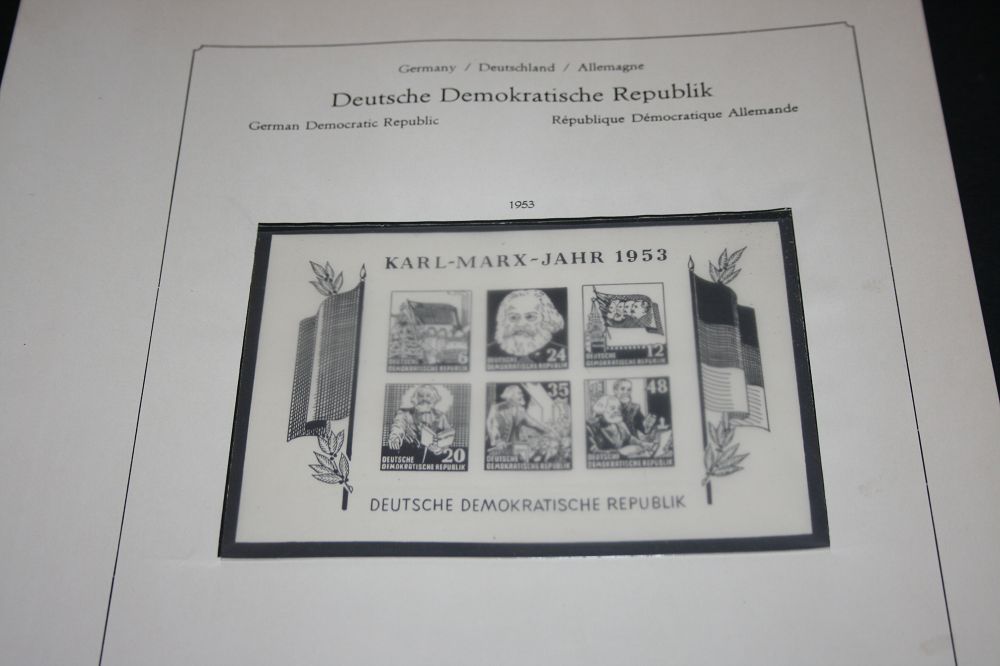 Germany / Deutschland / Allemagne
Deutsche Demokratische Republik
German Democratic Republic
République Démocratique Allemande
1953
KARL-MARX-JAHR 1953
6
DEUTSCHE
DEMOKRATISCHE REPUBLIK
24
DEUTSCHE
DEMOKRATISCHE REPUBLIK
12
DEUTSCHE
DEMOKRATISCHE REPUBLIK
20
DEUTSCHE
DEMOKRATISCHE REPUBLIK
35
DEUTSCHE
DEMOKRATISCHE REPUBLIK
48
DEUTSCHE
DEMOKRATISCHE REPUBLIK
DEUTSCHE DEMOKRATISCHE REPUBLIK